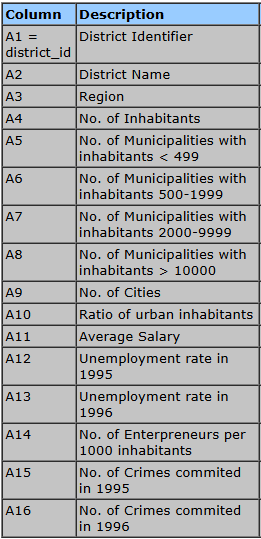 Column Description
A1 = District Identifier
district_id
A2 District Name
A3 Region
A4 No. of Inhabitants
A5 No. of Municipalities with
inhabitants < 499
A6 No. of Municipalities with
inhabitants 500-1999
A7 No. of Municipalities with
inhabitants 2000-9999
A8 No. of Municipalities with
inhabitants > 10000
A9 No. of Cities
A10 Ratio of urban inhabitants
A11 Average Salary
A12 Unemployment rate in
1995
A13 Unemployment rate in
1996
A14 No. of Enterpreneurs per
1000 inhabitants
A15 No. of Crimes commited
in 1995
A16 No. of Crimes commited
in 1996